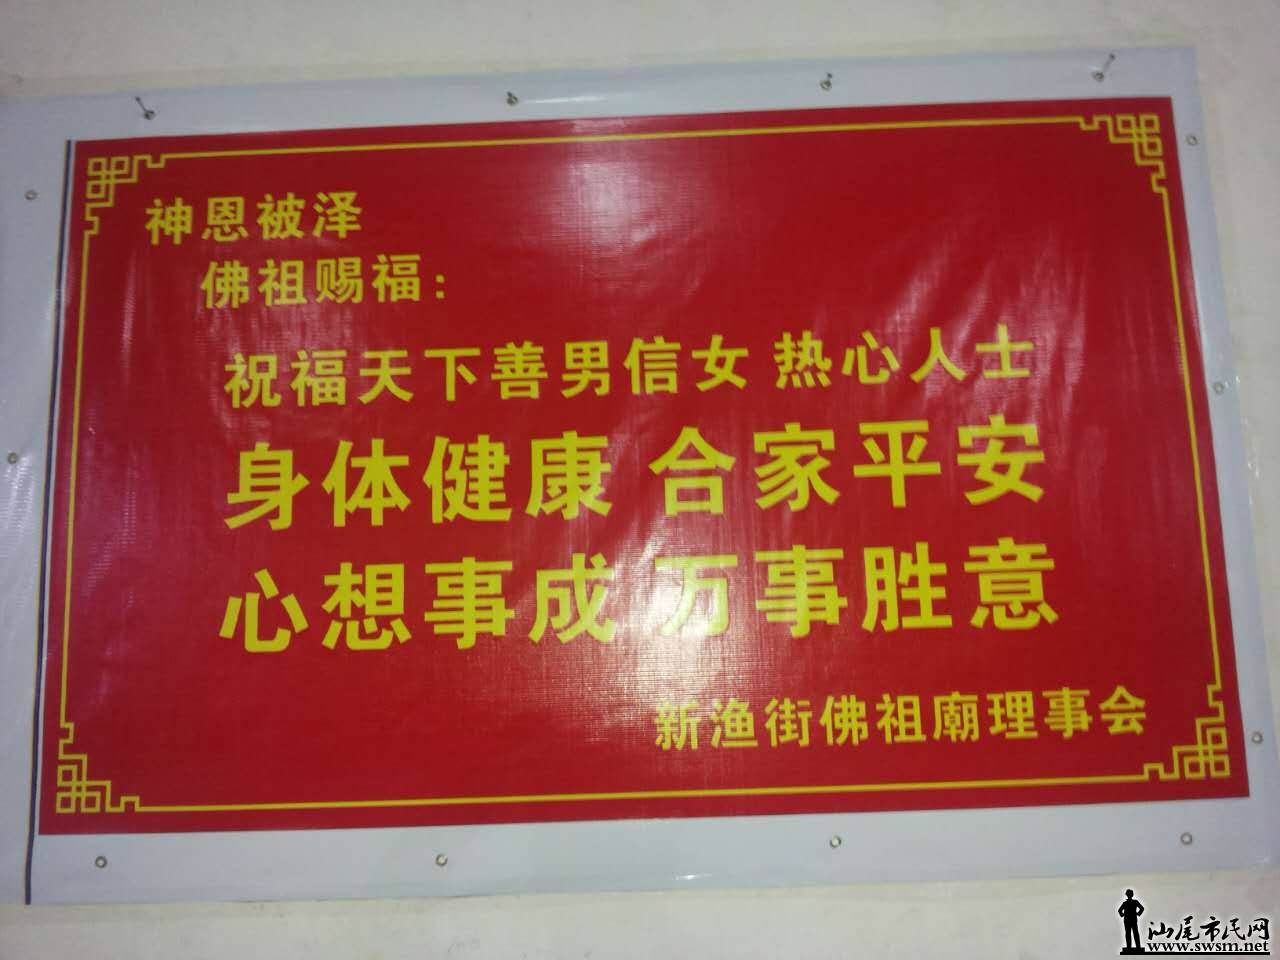 神恩被泽
佛祖赐福：
祝福天下善男信女 热心人士
身体健康 合家平安
心想事成 万事胜意
新渔街佛祖廟理事会
汕尾市民网
www.swsm.net